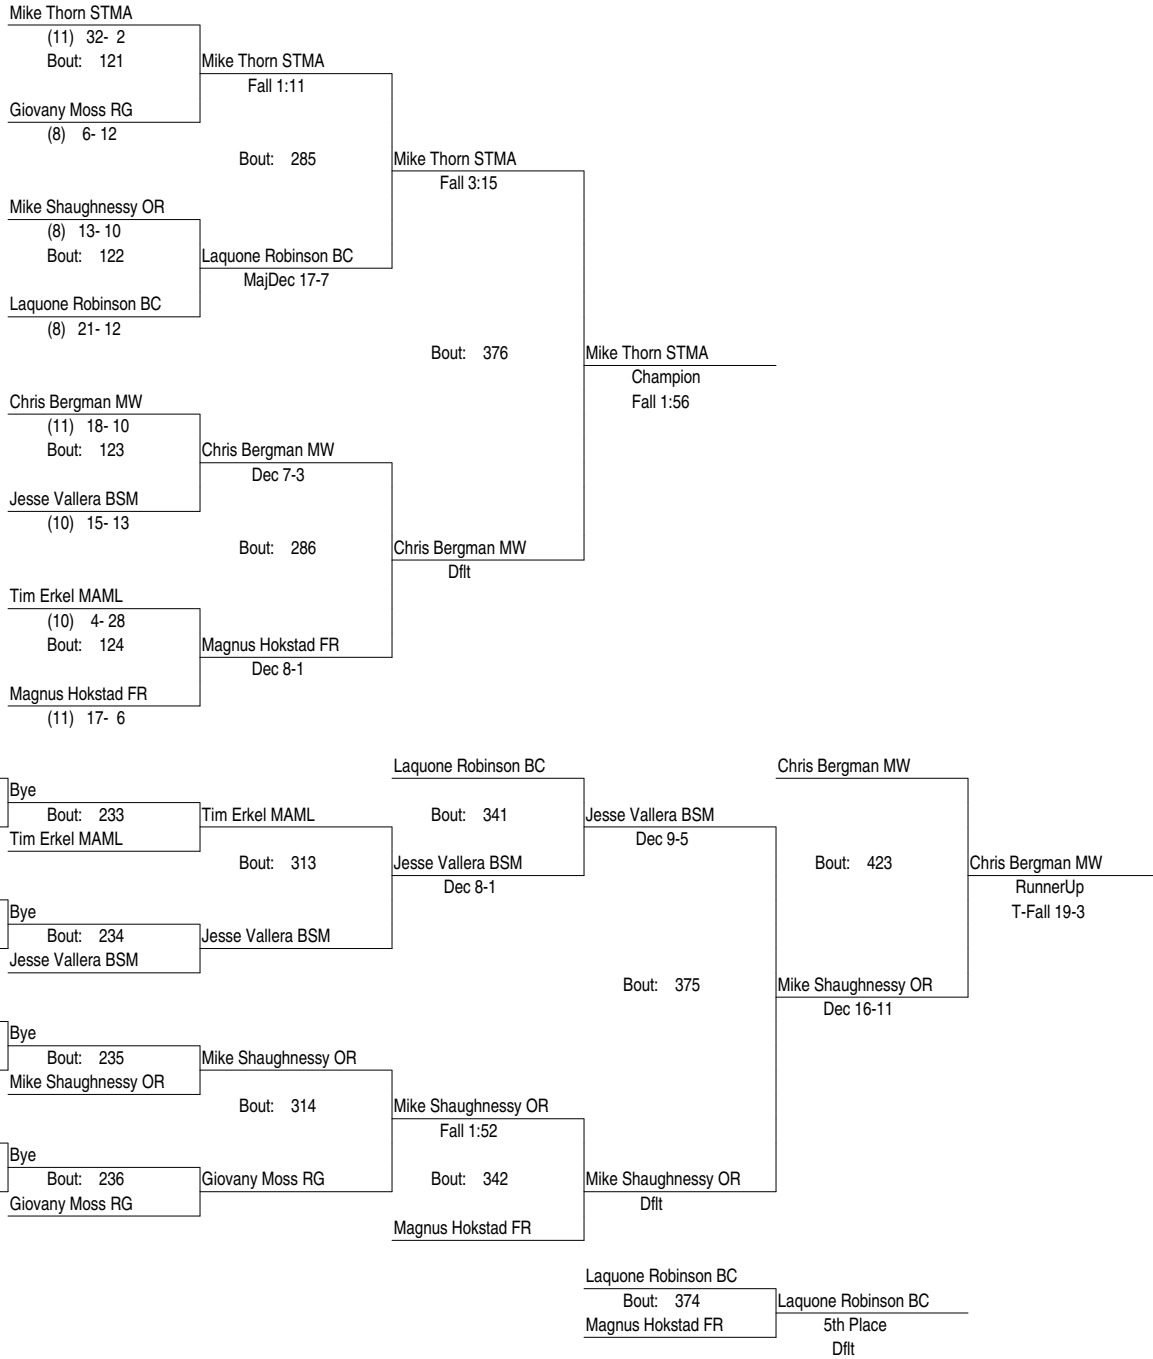 Mike Thorn STMA
(11) 32- 2
Bout: 121
Mike Thorn STMA
Fall 1:11
Giovany Moss RG
(8) 6- 12
Bout: 285
Mike Thorn STMA
Fall 3:15
Mike Shaughnessy OR
(8) 13- 10
Bout: 122
Laquone Robinson BC
MajDec 17-7
Laquone Robinson BC
(8) 21- 12
Bout: 376
Mike Thorn STMA
Champion
Fall 1:56
Chris Bergman MW
(11) 18- 10
Bout: 123
Chris Bergman MW
Dec 7-3
Jesse Vallera BSM
(10) 15- 13
Bout: 286
Chris Bergman MW
Dflt
Tim Erkel MAML
(10) 4- 28
Bout: 124
Magnus Hokstad FR
Dec 8-1
Magnus Hokstad FR
(11) 17- 6
Laquone Robinson BC
Chris Bergman MW
Bye
Bout: 233
Tim Erkel MAML
Bout: 341
Jesse Vallera BSM
Dec 9-5
Tim Erkel MAML
Bout: 313
Jesse Vallera BSM
Dec 8-1
Bout: 423
Chris Bergman MW
RunnerUp
T-Fall 19-3
Bye
Bout: 234
Jesse Vallera BSM
Jesse Vallera BSM
Bout: 375
Mike Shaughnessy OR
Dec 16-11
Bye
Bout: 235
Mike Shaughnessy OR
Mike Shaughnessy OR
Bout: 314
Mike Shaughnessy OR
Fall 1:52
Bye
Bout: 236
Giovany Moss RG
Bout: 342
Mike Shaughnessy OR
Dflt
Giovany Moss RG
Magnus Hokstad FR
Laquone Robinson BC
Bout: 374
Laquone Robinson BC
Magnus Hokstad FR
5th Place
Dflt